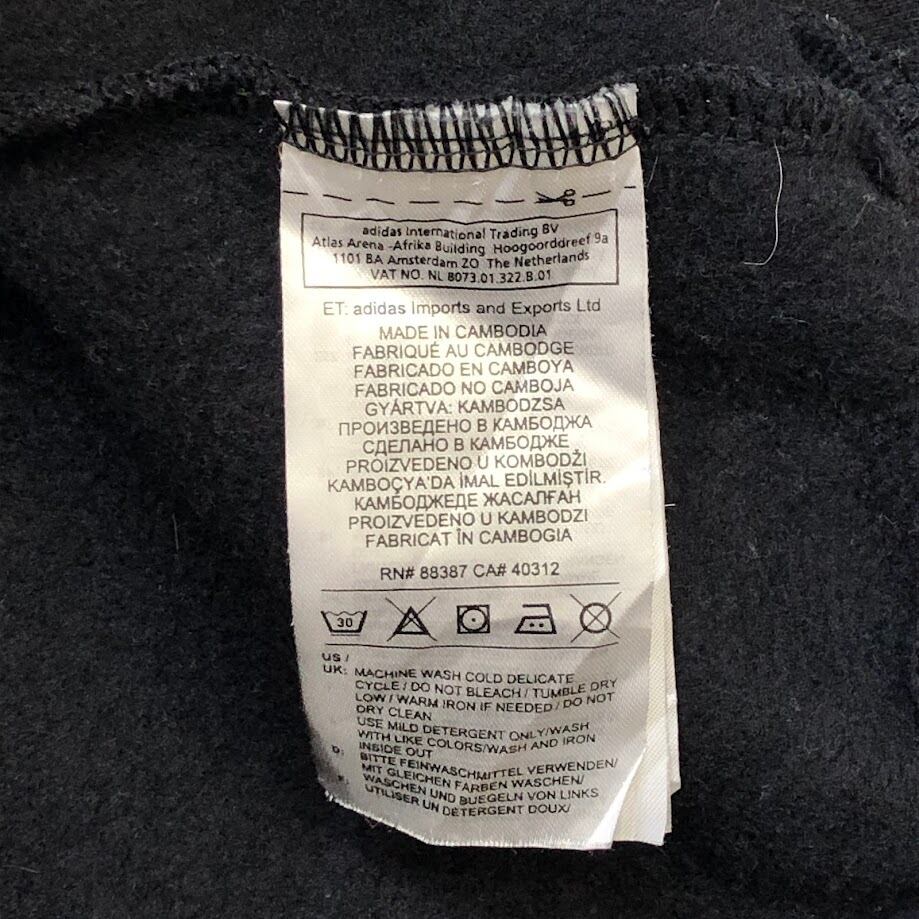 adidas International Trading BV
Atlas Arena -Afrika Building Hoogoorddreef 9a
1101 BA Amsterdam ZO The Netherlands
VAT NO. NL 8073.01.322.B.01
ET: adidas Imports and Exports Ltd
MADE IN CAMBODIA
FABRIQUÉ AU CAMBODGE
FABRICADO EN CAMBOYA
FABRICADO NO CAMBOJA
GYÁRTVA: KAMBODZSA
ПРОИЗВЕДЕНО В КАМБОДЖА
СДЕЛАНО В КАМБОДЖЕ
PROIZVEDENO U KOMBODŽI
KAMBOÇYA'DA İMAL EDİLMİŞTİR.
КАМБОДЖЕДЕ ЖАСАЛҒАН
PROIZVEDENO U KAMBODZI
FABRICAT ÎN CAMBOGIA
RN# 88387 CA# 40312
30
US /
UK: MACHINE WASH COLD DELICATE
CYCLE / DO NOT BLEACH / TUMBLE DRY
LOW / WARM IRON IF NEEDED / DO NOT
DRY CLEAN
USE MILD DETERGENT ONLY/WASH
WITH LIKE COLORS/WASH AND IRON
INSIDE OUT
D: BITTE FEINWASCHMITTEL VERWENDEN/
MIT GLEICHEN FARBEN WASCHEN/
WASCHEN UND BUEGELN VON LINKS
F: UTILISER UN DÉTERGENT DOUX/